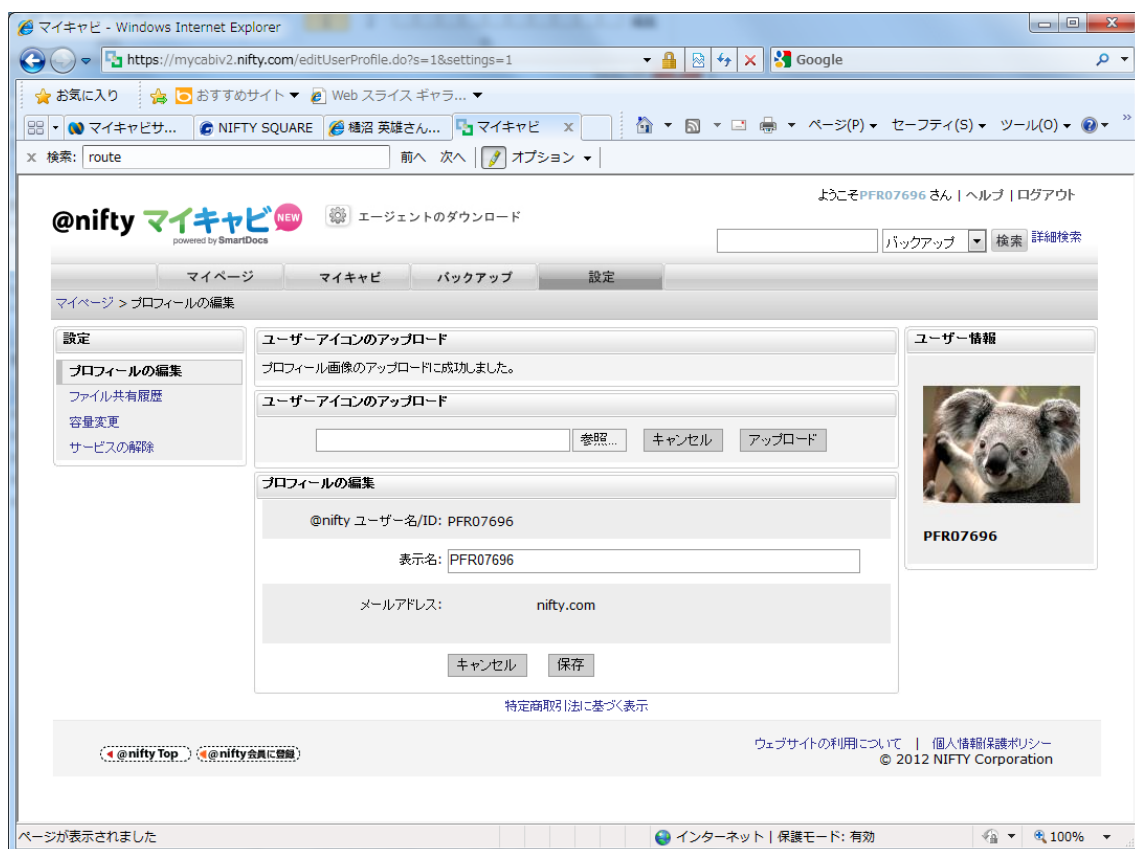 マイキャビ - Windows Internet Explorer
https://mycabiv2.nifty.com/editUserProfile.do?s=1&settings=1
Google
お気に入り おすすめサイト ▼ Web スライス ギャラ... ▼
マイキャビサ... NIFTY SQUARE 樋沼 英雄さん... マイキャビ x ページ(P) ▼ セーフティ(S) ▼ ツール(O) ▼ »
x 検索: route 前へ 次へ オプション ▼
ようこそPFR07696 さん | ヘルプ | ログアウト
@nifty マイキャビ NEW
powered by SmartDocs
エージェントのダウンロード
バックアップ 検索 詳細検索
マイページ マイキャビ バックアップ 設定
マイページ > プロフィールの編集
設定
プロフィールの編集
ファイル共有履歴
容量変更
サービスの解除
ユーザーアイコンのアップロード
プロフィール画像のアップロードに成功しました。
ユーザーアイコンのアップロード
参照... キャンセル アップロード
プロフィールの編集
@nifty ユーザー名/ID: PFR07696
表示名: PFR07696
メールアドレス: nifty.com
キャンセル 保存
ユーザー情報
PFR07696
特定商取引法に基づく表示
@nifty Top @nifty会員に登録
ウェブサイトの利用について | 個人情報保護ポリシー
© 2012 NIFTY Corporation
ページが表示されました インターネット | 保護モード: 有効 100% ▼